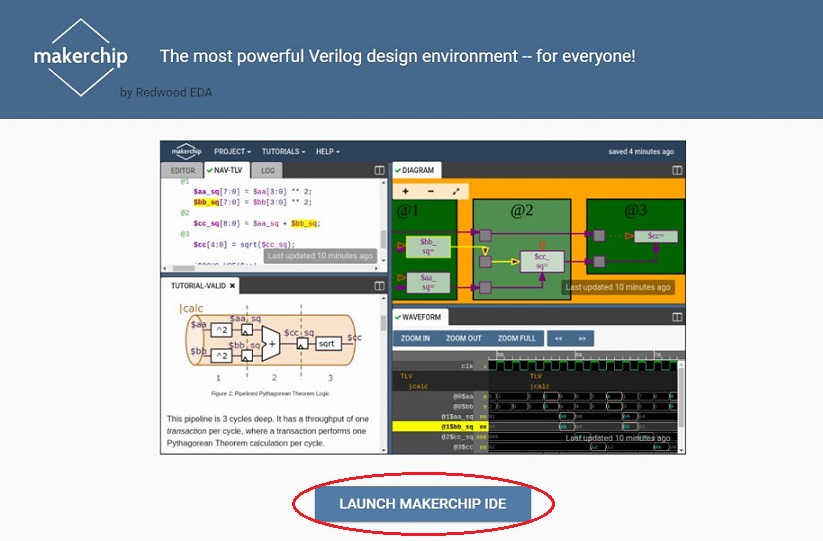 makerchip
The most powerful Verilog design environment -- for everyone!
by Redwood EDA
makerchip PROJECT TUTORIALS HELP saved 4 minutes ago
EDITOR NAV-TLV LOG
@1
$aa_sq[7:0] = $aa[3:0] ** 2;
$bb_sq[7:0] = $bb[3:0] ** 2;
@2
$cc_sq[8:0] = $aa_sq + $bb_sq;
@3
$cc[4:0] = sqrt($cc_sq);
Last updated 10 minutes ago
DIAGRAM
+ −
@1 @2 @3
$bb_
sq=
$aa_
sq=
$cc_
sq=
$cc=
Last updated 10 minutes ago
TUTORIAL-VALID
|calc
$aa ^2 $aa_sq
$bb ^2 $bb_sq
+ $cc_sq sqrt $cc
1 2 3
Figure 1: Pipelined Pythagorean Theorem Logic
This pipeline is 3 cycles deep. It has a throughput of one
transaction per cycle, where a transaction performs one
Pythagorean Theorem calculation per cycle.
WAVEFORM
ZOOM IN ZOOM OUT ZOOM FULL << >>
clk
TLV TLV
|calc |calc
@0$aa
@0$bb
@1$aa_sq
@1$bb_sq
@2$cc_sq
@3$cc
Last updated 10 minutes ago
LAUNCH MAKERCHIP IDE